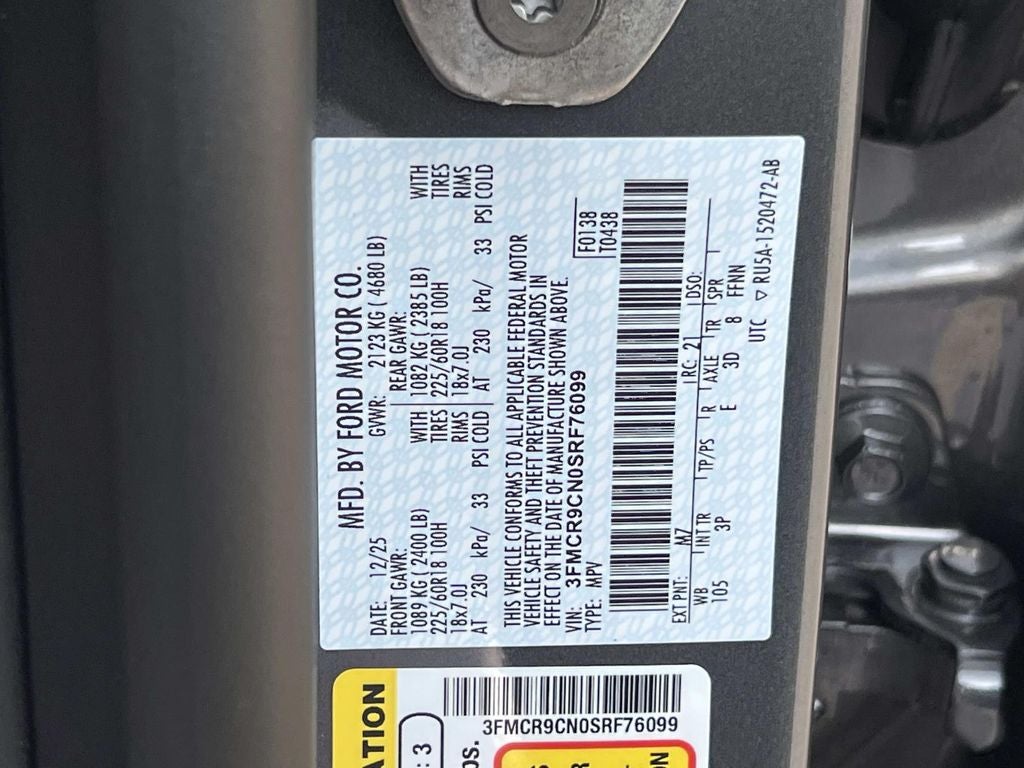 MFD. BY FORD MOTOR CO.
DATE: 12/25 GVWR: 2123 KG ( 4680 LB)
FRONT GAWR: REAR GAWR:
1089 KG ( 2400 LB) WITH 1082 KG ( 2385 LB) WITH
225/60R18 100H TIRES 225/60R18 100H TIRES
18x7.0J RIMS 18x7.0J RIMS
AT 230 kPa/ 33 PSI COLD AT 230 kPa/ 33 PSI COLD
THIS VEHICLE CONFORMS TO ALL APPLICABLE FEDERAL MOTOR
VEHICLE SAFETY AND THEFT PREVENTION STANDARDS IN
EFFECT ON THE DATE OF MANUFACTURE SHOWN ABOVE.
VIN: 3FMCR9CN0SRF76099
TYPE: MPV
F0138
T0438
EXT PNT: M7 RC: 21 DSO:
WB INT TR TP/PS R AXLE TR SPR
105 3P E 3D 8 FFNN
UTC ▽ RU5A-1520472-AB
ATION
: 3
OS.
3FMCR9CN0SRF76099